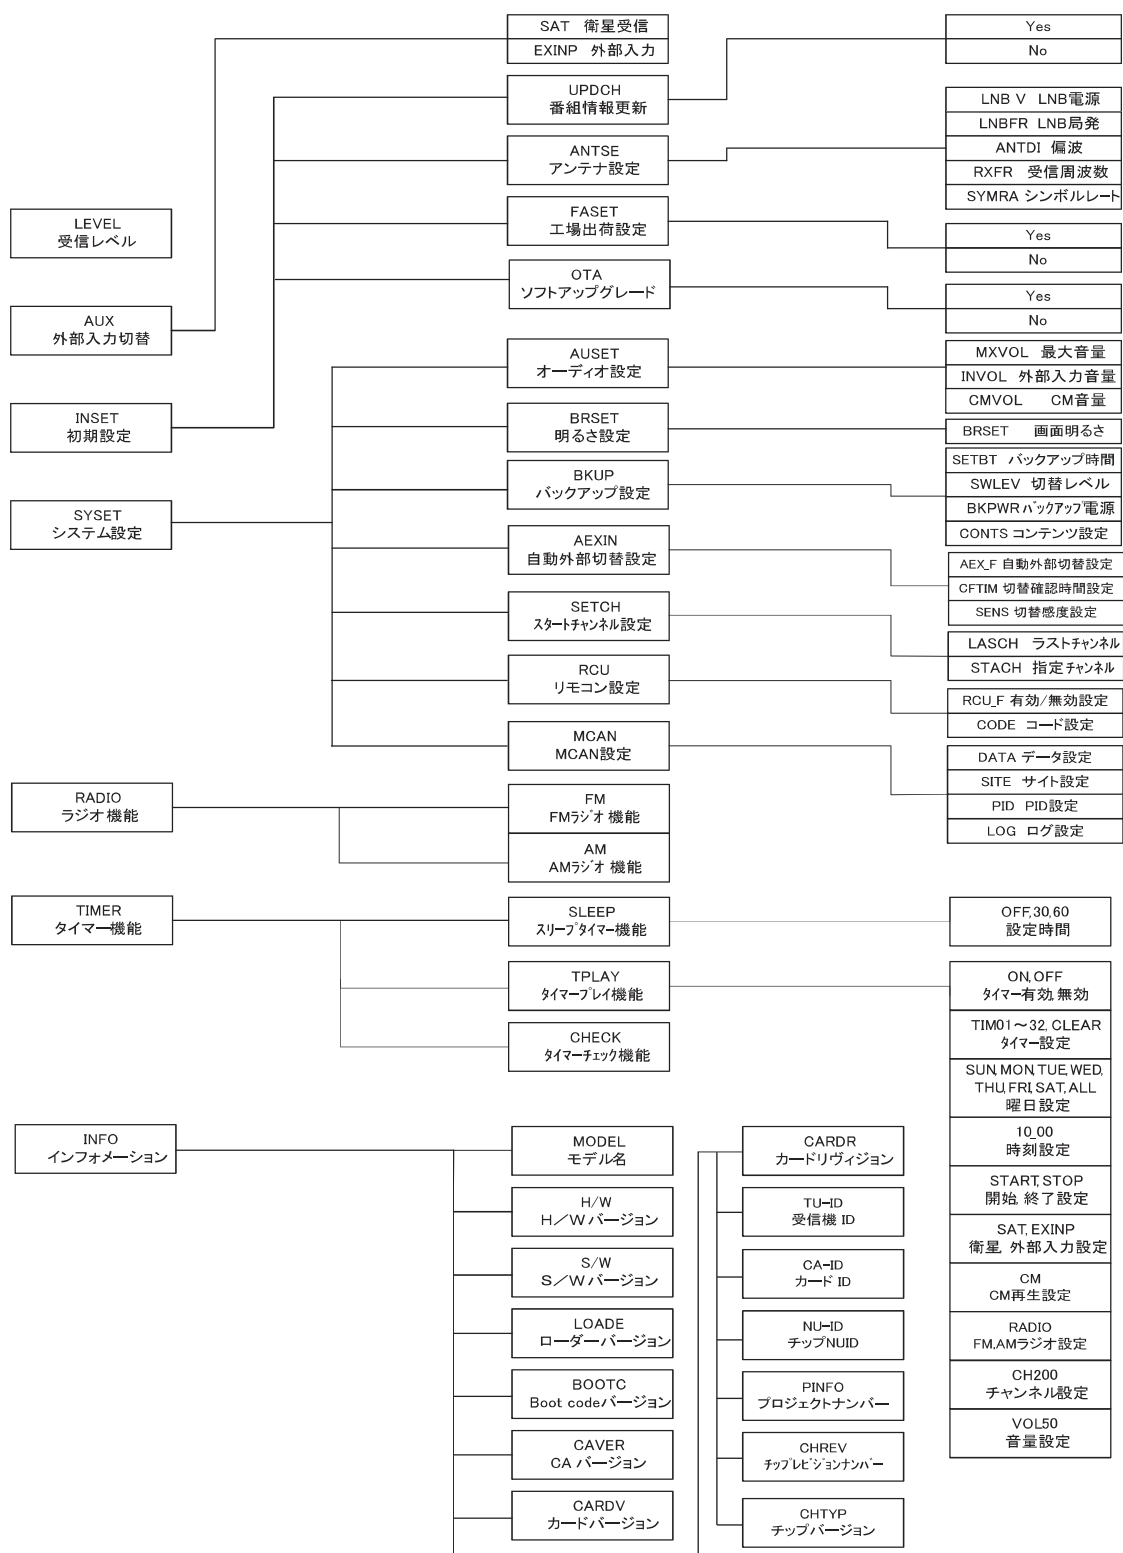 SAT 衛星受信
EXINP 外部入力
UPDCH
番組情報更新
ANTSE
アンテナ設定
FASET
工場出荷設定
OTA
ソフトアップグレード
Yes
No
LNB V LNB電源
LNBFR LNB局発
ANTDI 偏波
RXFR 受信周波数
SYMRA シンボルレート
Yes
No
Yes
No
LEVEL
受信レベル
AUX
外部入力切替
INSET
初期設定
SYSET
システム設定
AUSET
オーディオ設定
BRSET
明るさ設定
BKUP
バックアップ設定
AEXIN
自動外部切替設定
SETCH
スタートチャンネル設定
RCU
リモコン設定
MCAN
MCAN設定
MXVOL 最大音量
INVOL 外部入力音量
CMVOL CM音量
BRSET 画面明るさ
SETBT バックアップ時間
SWLEV 切替レベル
BKPWR バックアップ電源
CONTS コンテンツ設定
AEX_F 自動外部切替設定
CFTIM 切替確認時間設定
SENS 切替感度設定
LASCH ラストチャンネル
STACH 指定チャンネル
RCU_F 有効/無効設定
CODE コード設定
DATA データ設定
SITE サイト設定
PID PID設定
LOG ログ設定
RADIO
ラジオ機能
FM
FMラジオ機能
AM
AMラジオ機能
TIMER
タイマー機能
SLEEP
スリープタイマー機能
TPLAY
タイマープレイ機能
CHECK
タイマーチェック機能
OFF,30,60
設定時間
ON,OFF
タイマー有効,無効
TIM01～32,CLEAR
タイマー設定
SUN,MON,TUE,WED,
THU,FRI,SAT,ALL
曜日設定
10_00
時刻設定
START,STOP
開始,終了設定
SAT,EXINP
衛星,外部入力設定
CM
CM再生設定
RADIO
FM,AMラジオ設定
CH200
チャンネル設定
VOL50
音量設定
INFO
インフォメーション
MODEL
モデル名
H/W
H／Wバージョン
S/W
S／Wバージョン
LOADE
ローダーバージョン
BOOTC
Boot codeバージョン
CAVER
CA バージョン
CARDV
カードバージョン
CARDR
カードリヴィジョン
TU-ID
受信機 ID
CA-ID
カード ID
NU-ID
チップNUID
PINFO
プロジェクトナンバー
CHREV
チップレビジョンナンバー
CHTYP
チップバージョン